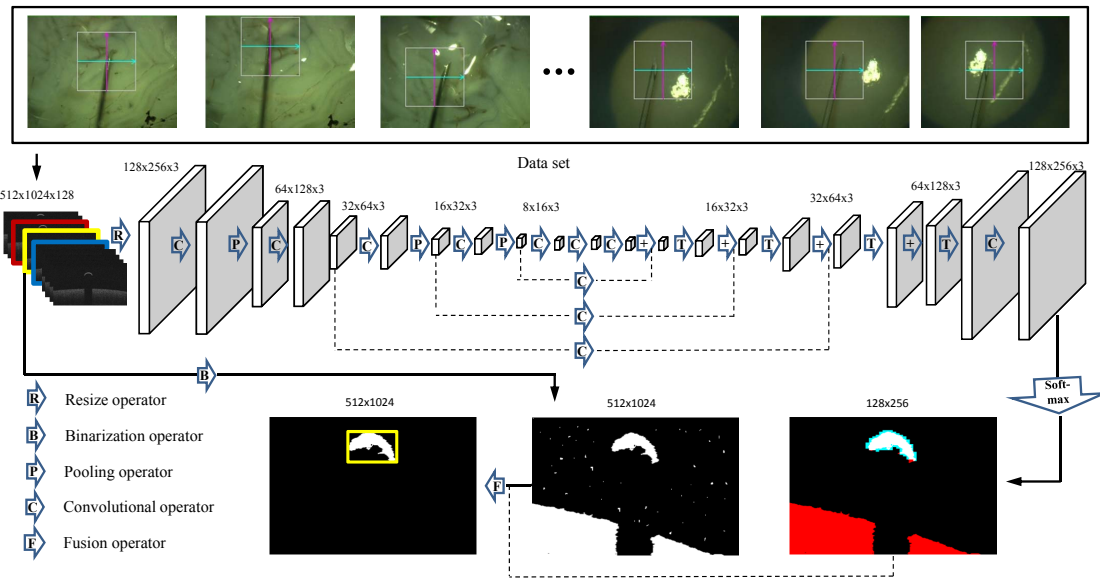 Data set
512x1024x128
128x256x3
64x128x3
32x64x3
16x32x3
8x16x3
16x32x3
32x64x3
64x128x3
128x256x3
R
C
P
C
C
P
C
P
C
C
C
+
T
+
T
+
T
+
T
C
C
C
C
B
Soft-
max
R Resize operator
B Binarization operator
P Pooling operator
C Convolutional operator
F Fusion operator
512x1024
512x1024
128x256
F